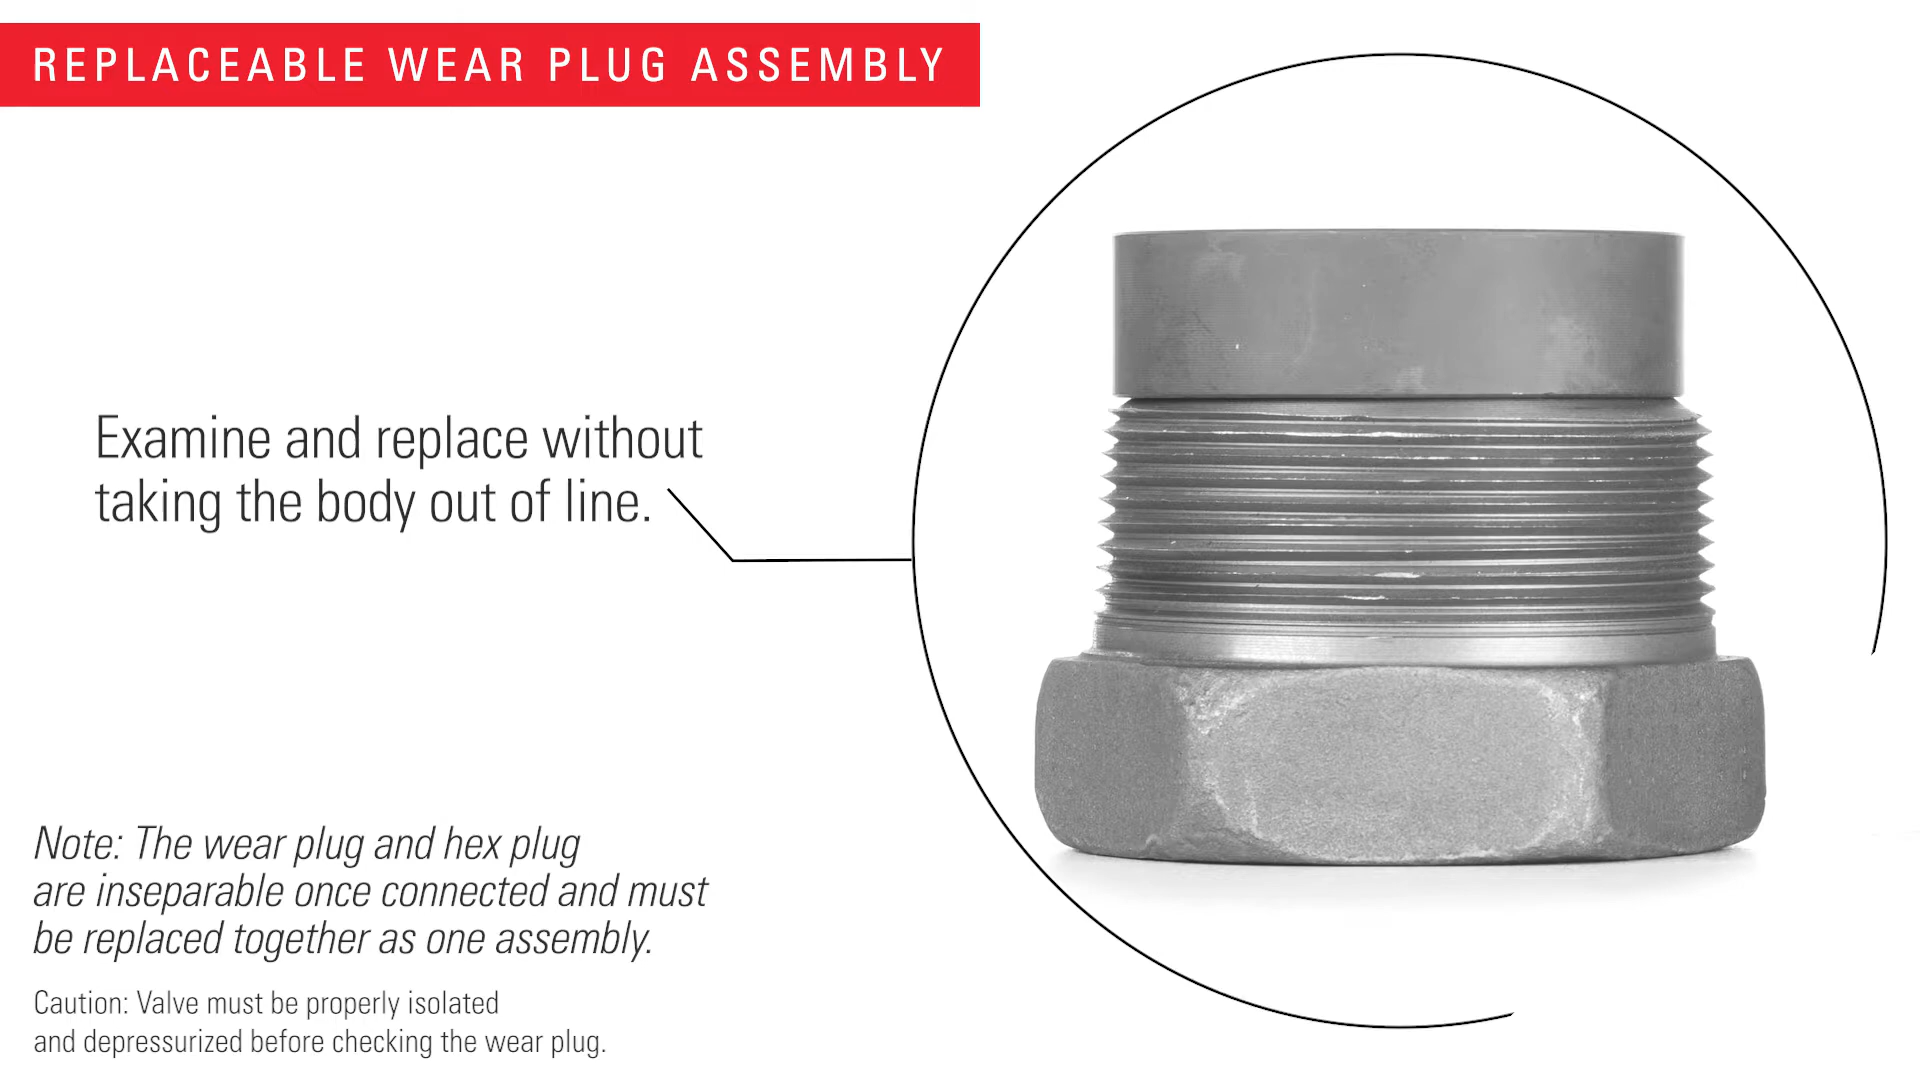 REPLACEABLE WEAR PLUG ASSEMBLY
Examine and replace without
taking the body out of line.
Note: The wear plug and hex plug
are inseparable once connected and must
be replaced together as one assembly.
Caution: Valve must be properly isolated
and depressurized before checking the wear plug.